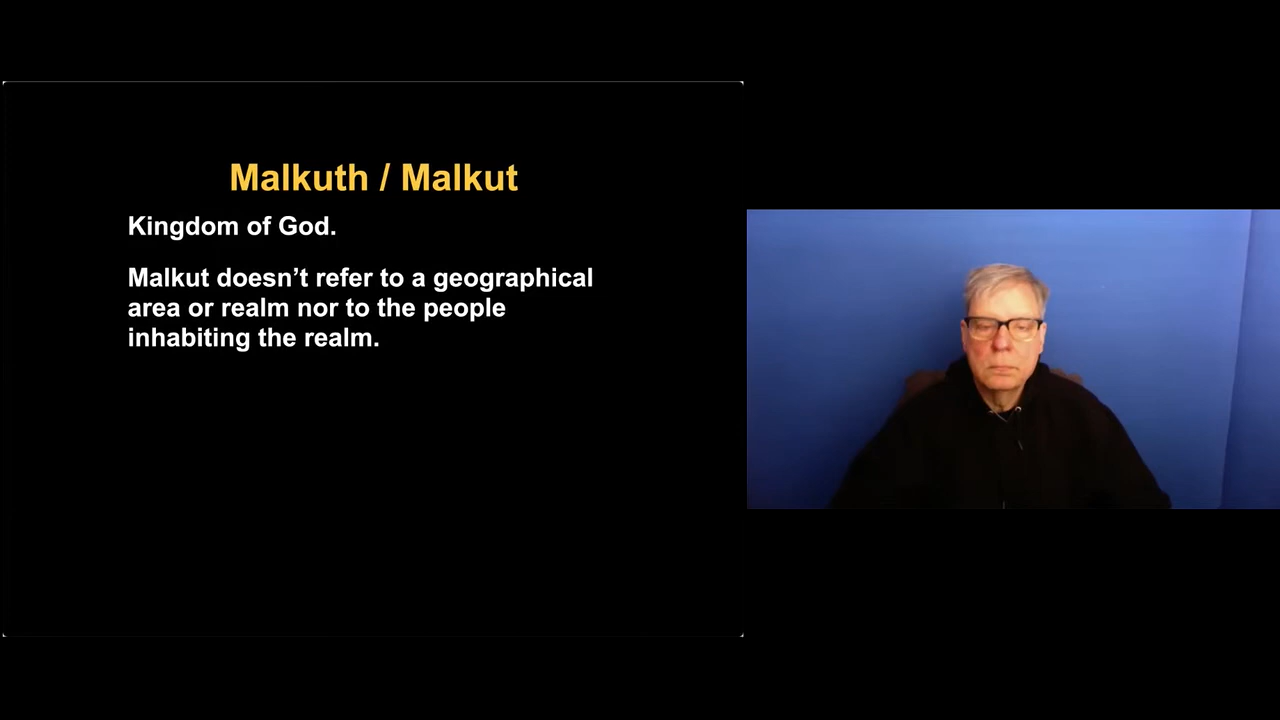 Malkuth / Malkut
Kingdom of God.
Malkut doesn’t refer to a geographical
area or realm nor to the people
inhabiting the realm.